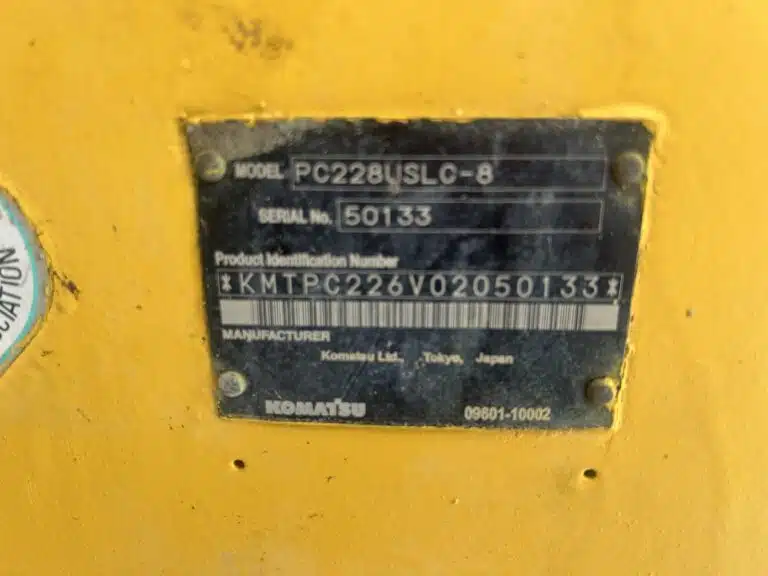 MODEL PC228USLC-8
SERIAL No. 50133
Product Identification Number
*KMTPC226V02050133*
MANUFACTURER
Komatsu Ltd., Tokyo, Japan
KOMATSU 09601-10002